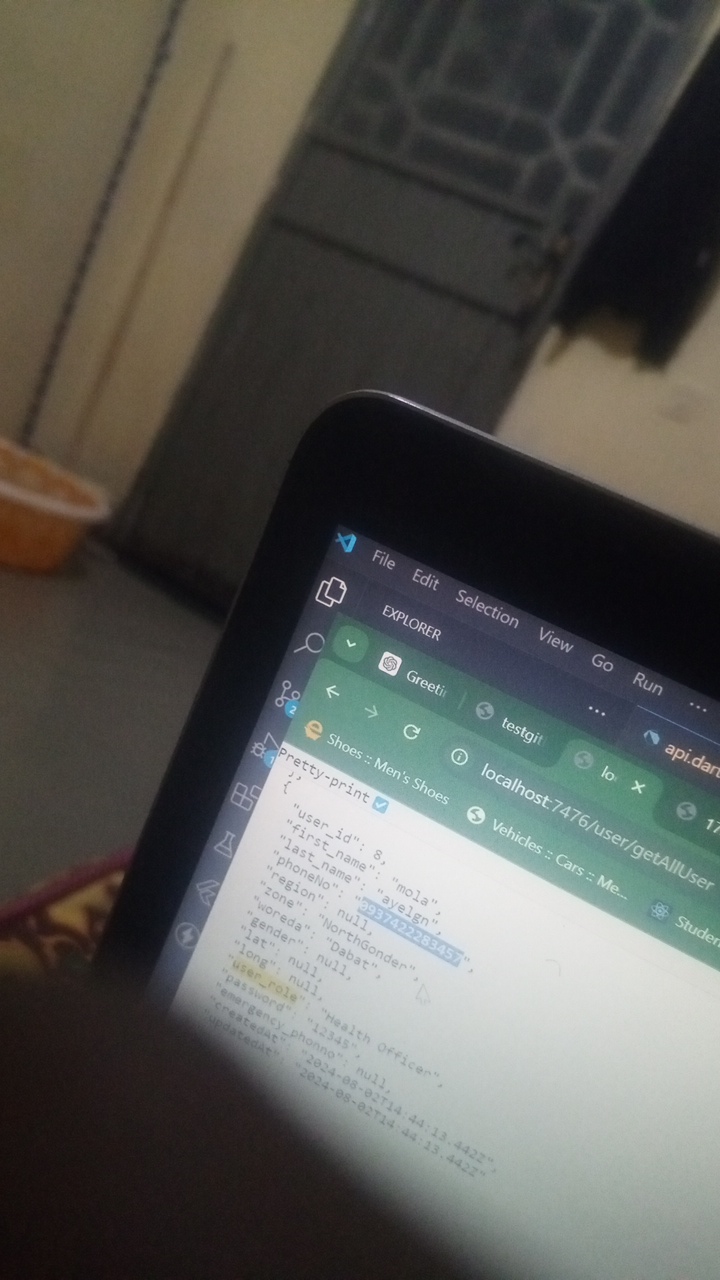 File Edit Selection View Go Run ...
EXPLORER
...
api.dar
Greeti
testgit
lo
localhost:7476/user/getAllUser
Shoes :: Men's Shoes
Vehicles :: Cars :: Me...
Studen
Pretty-print
{
"user_id": 8,
"first_name": "mola",
"last_name": "ayelgn",
"phoneNo": "0937422283457",
"region": null,
"zone": "NorthGonder",
"woreda": "Dabat",
"gender": null,
"lat": null,
"long": null,
"user_role": "Health Officer",
"password": "12345",
"emergency_phonno": null,
"createdAt": "2024-08-02T14:44:13.442Z",
"updatedAt": "2024-08-02T14:44:13.442Z"